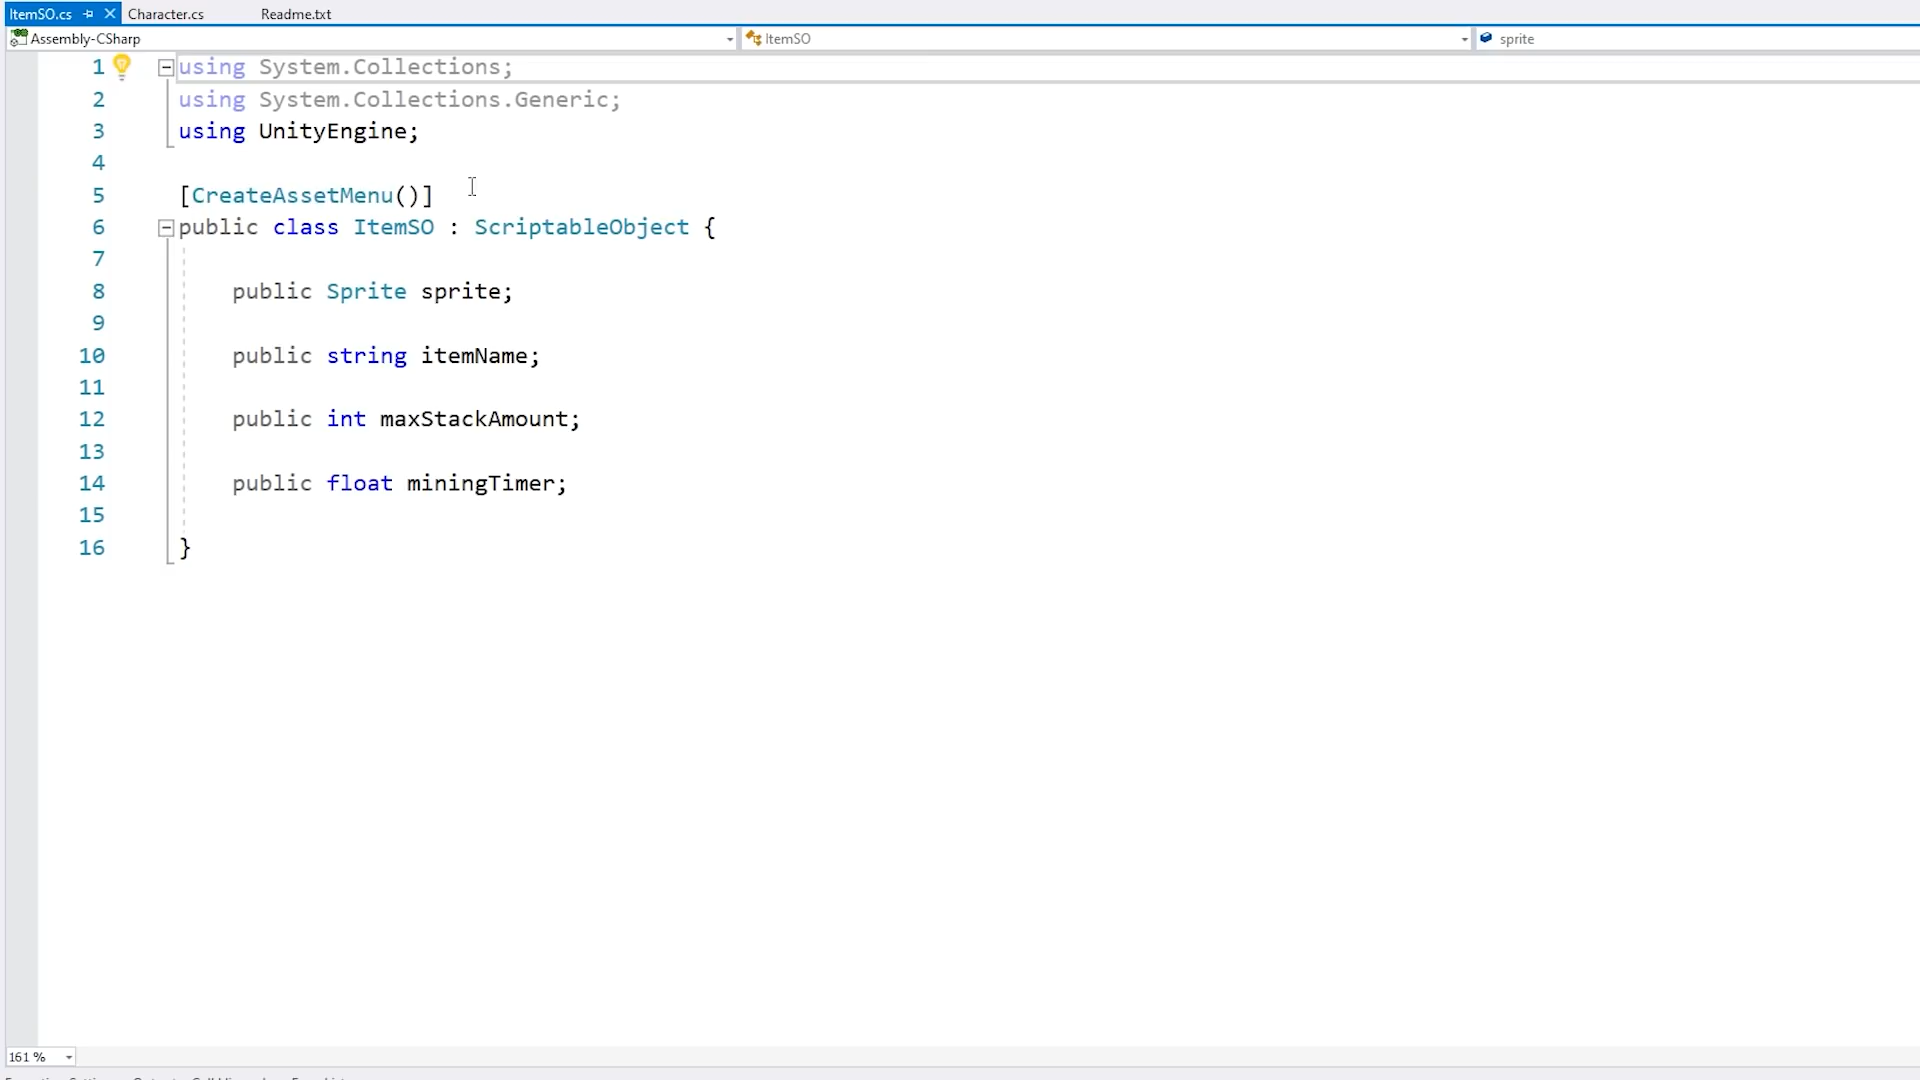 ItemSO.cs Character.cs Readme.txt
Assembly-CSharp ItemSO sprite
1 using System.Collections;
2 using System.Collections.Generic;
3 using UnityEngine;
4
5 [CreateAssetMenu()]
6 public class ItemSO : ScriptableObject {
7
8 public Sprite sprite;
9
10 public string itemName;
11
12 public int maxStackAmount;
13
14 public float miningTimer;
15
16 }
161 %